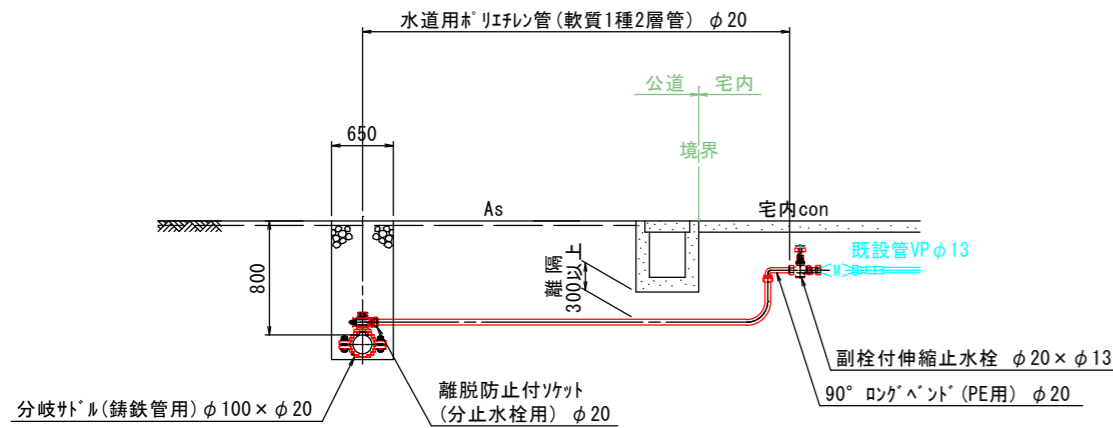 水道用ﾎﾟﾘｴﾁﾚﾝ管(軟質1種2層管) φ20
公道
宅内
650
境界
As
宅内con
800
離隔
300以上
既設管VPφ13
M
副栓付伸縮止水栓 φ20×φ13
90° ﾛﾝｸﾞﾍﾞﾝﾄﾞ(PE用) φ20
離脱防止付ｿｹｯﾄ
(分止水栓用) φ20
分岐ｻﾄﾞﾙ(鋳鉄管用)φ100×φ20